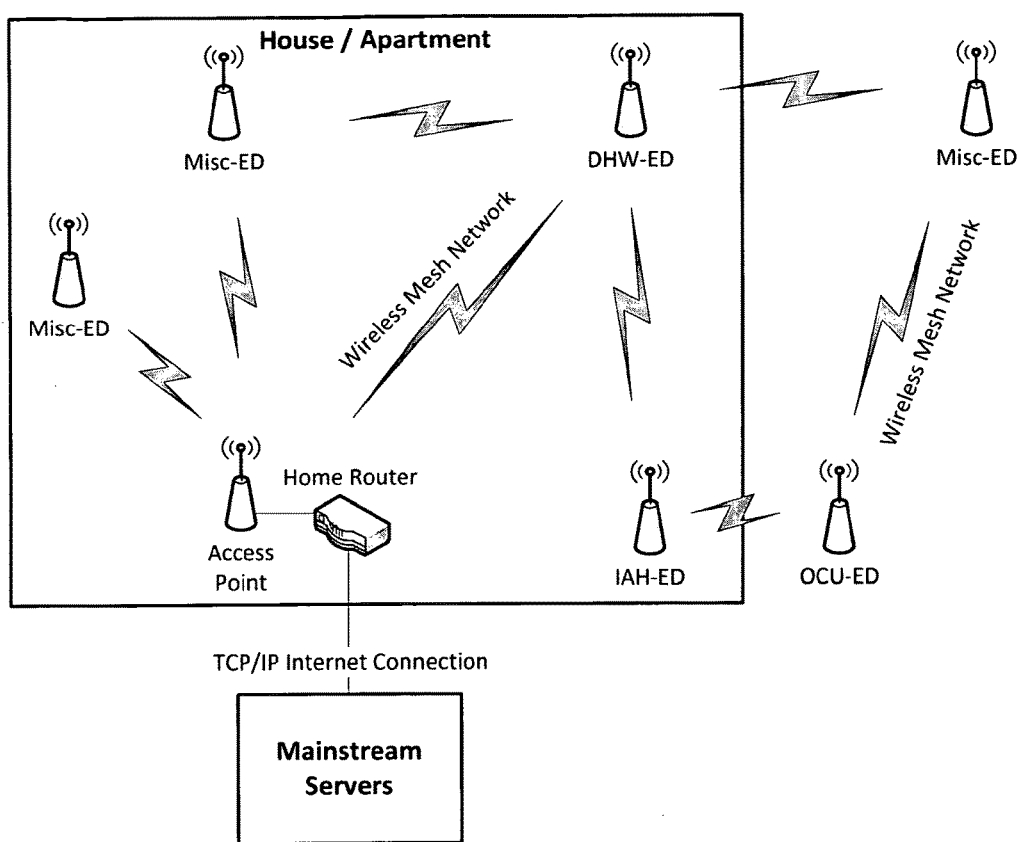 House / Apartment
Misc-ED
DHW-ED
Misc-ED
Misc-ED
Wireless Mesh Network
Wireless Mesh Network
Home Router
Access
Point
IAH-ED
OCU-ED
TCP/IP Internet Connection
Mainstream
Servers